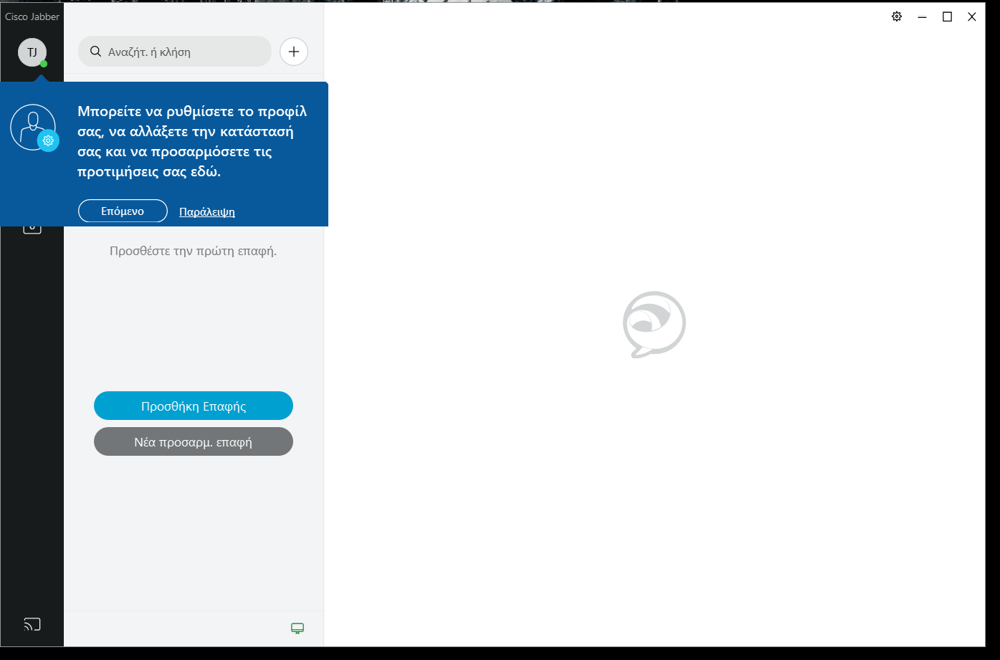 Cisco Jabber
TJ
Αναζήτ. ή κλήση
Μπορείτε να ρυθμίσετε το προφίλ
σας, να αλλάξετε την κατάστασή
σας και να προσαρμόσετε τις
προτιμήσεις σας εδώ.
Επόμενο
Παράλειψη
Προσθέστε την πρώτη επαφή.
Προσθήκη Επαφής
Νέα προσαρμ. επαφή